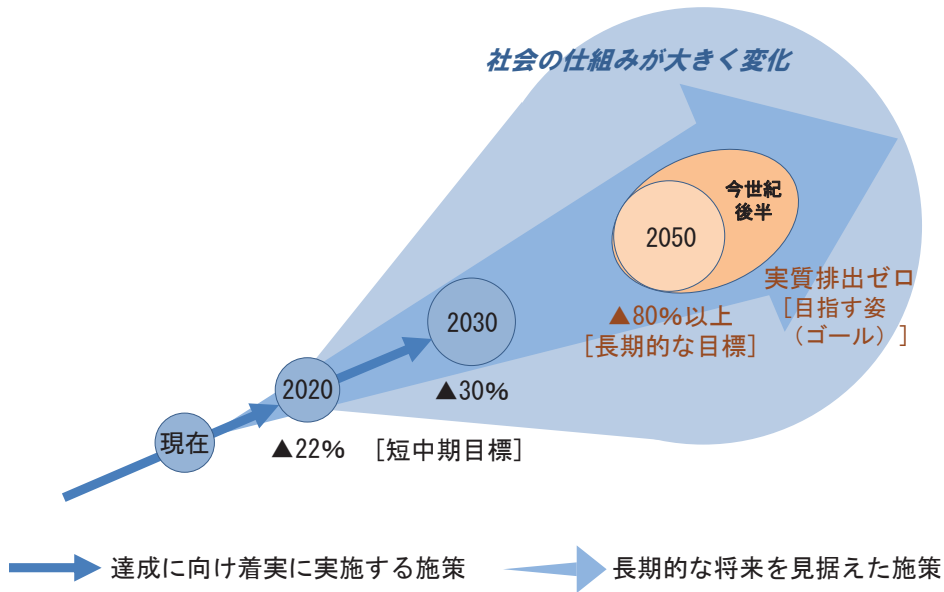 社会の仕組みが大きく変化
今世紀
後半
2050
実質排出ゼロ
[目指す姿
（ゴール）]
▲80%以上
[長期的な目標]
2030
▲30%
2020
▲22% [短中期目標]
現在
達成に向け着実に実施する施策
長期的な将来を見据えた施策